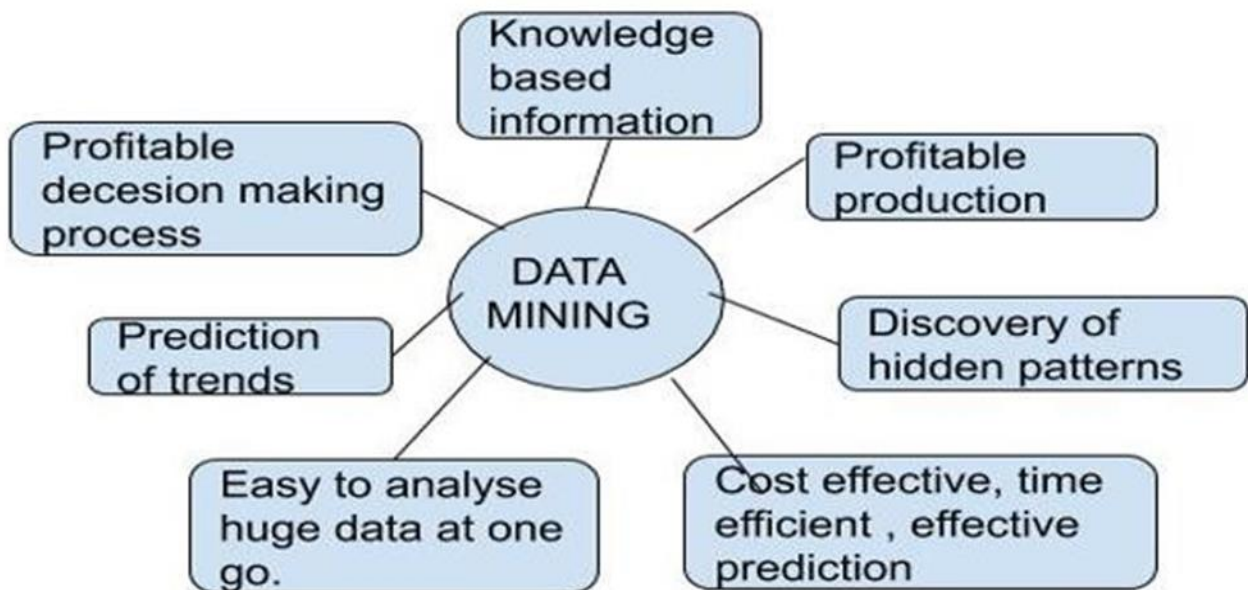 Knowledge
based
information
Profitable
decesion making
process
Profitable
production
DATA
MINING
Prediction
of trends
Discovery of
hidden patterns
Easy to analyse
huge data at one
go.
Cost effective, time
efficient , effective
prediction